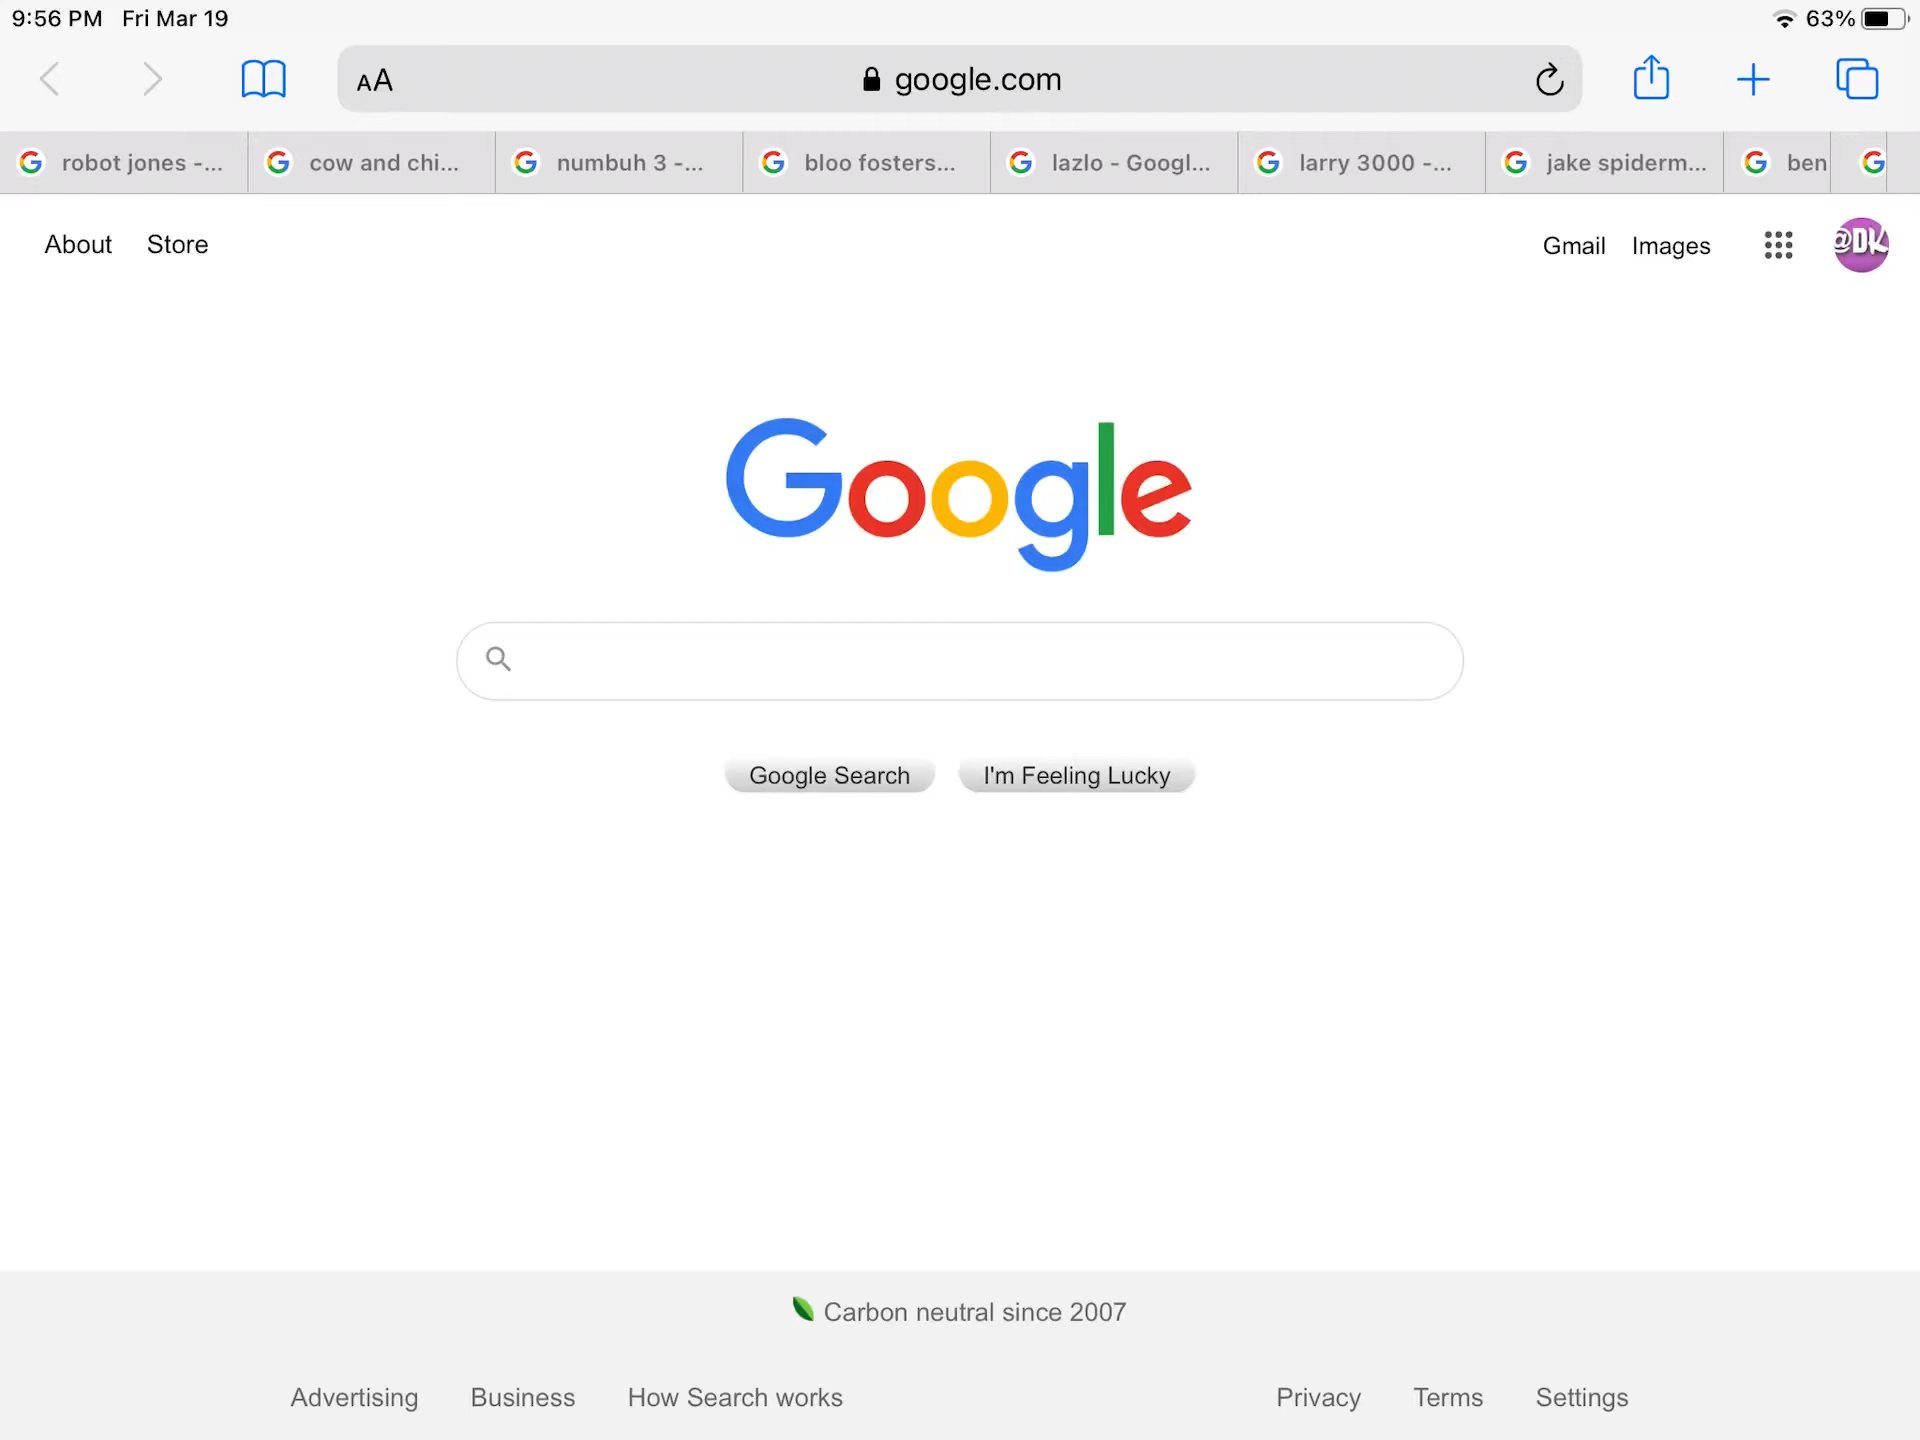 9:56 PM Fri Mar 19 63%
AA google.com
robot jones -... cow and chi... numbuh 3 -... bloo fosters... lazlo - Googl... larry 3000 -... jake spiderm... ben
About Store Gmail Images @DK
Google
Google Search I'm Feeling Lucky
Carbon neutral since 2007
Advertising Business How Search works Privacy Terms Settings